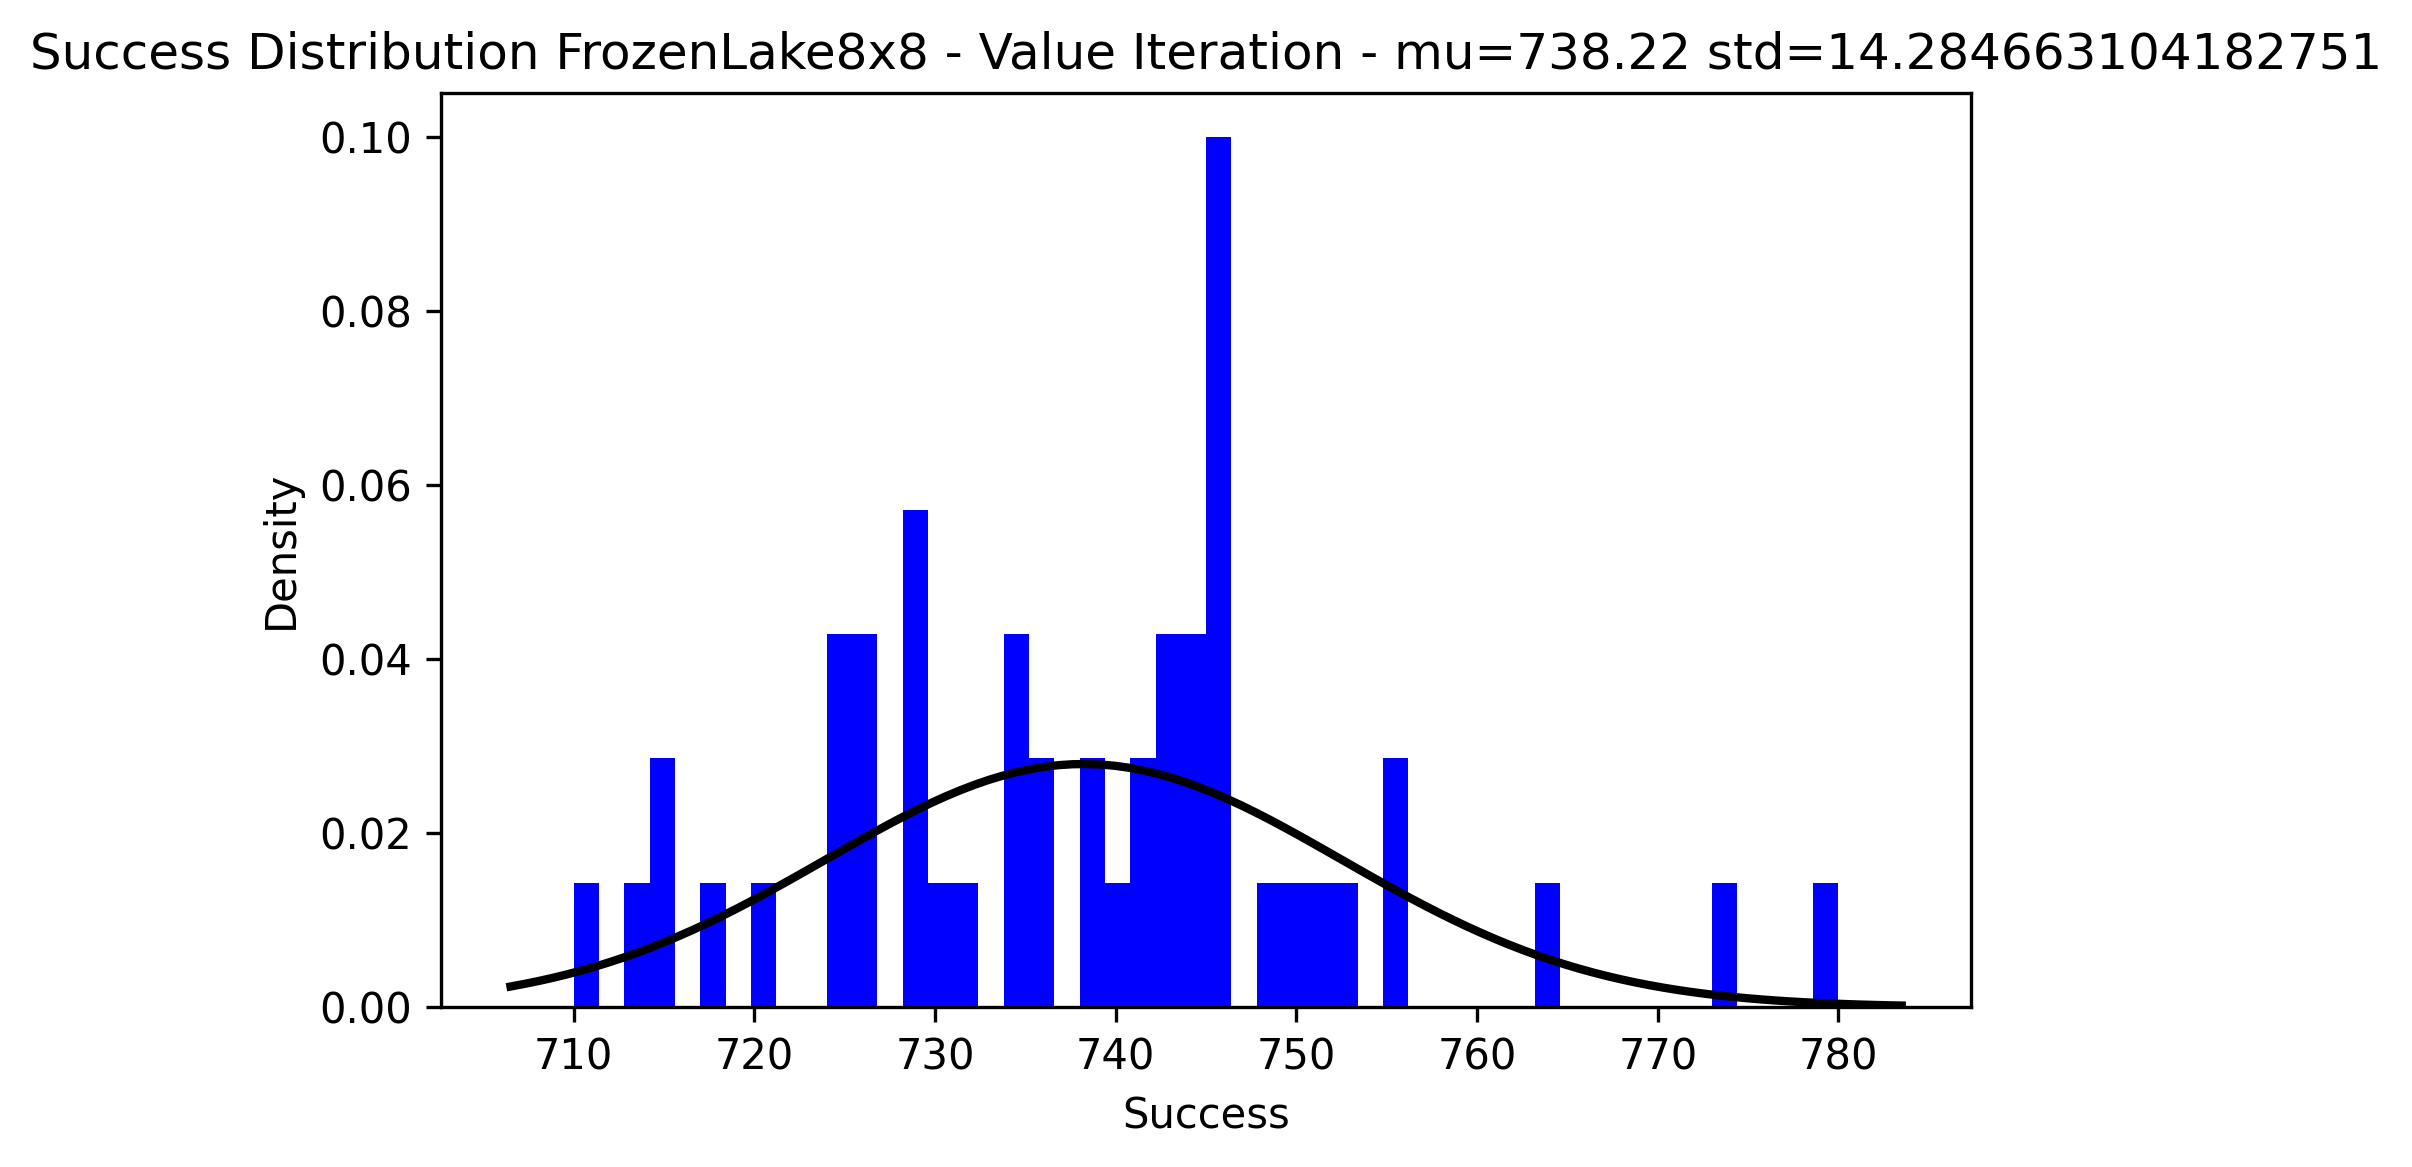 Success Distribution FrozenLake8x8 - Value Iteration - mu=738.22 std=14.284663104182751
0.10
0.08
0.06
0.04
0.02
0.00
Density
710 720 730 740 750 760 770 780
Success